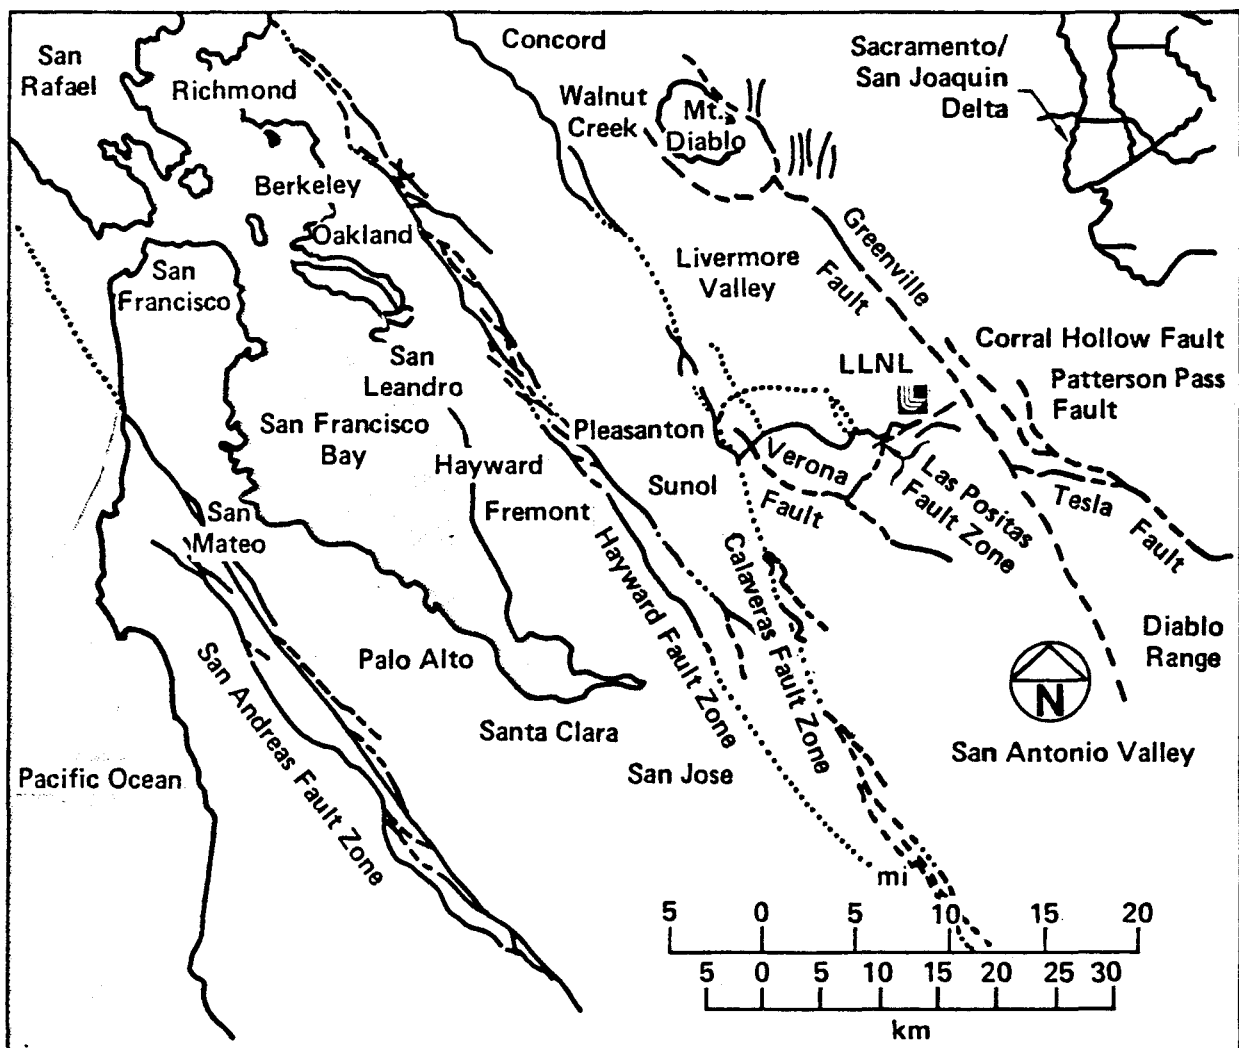 San
Rafael
Richmond
Concord
Sacramento/
San Joaquin
Delta
Walnut
Creek
Mt.
Diablo
Berkeley
Oakland
San
Francisco
Livermore
Valley
Greenville
Fault
San
Leandro
LLNL
Corral Hollow Fault
Patterson Pass
Fault
San Francisco
Bay
Pleasanton
Hayward
Verona
Fault
Sunol
Las Positas
Fault Zone
Tesla
Fault
Fremont
San
Mateo
Hayward Fault Zone
Calaveras Fault Zone
Diablo
Range
Palo Alto
San Andreas Fault Zone
N
Santa Clara
San Antonio Valley
Pacific Ocean
San Jose
mi
5 0 5 10 15 20
5 0 5 10 15 20 25 30
km